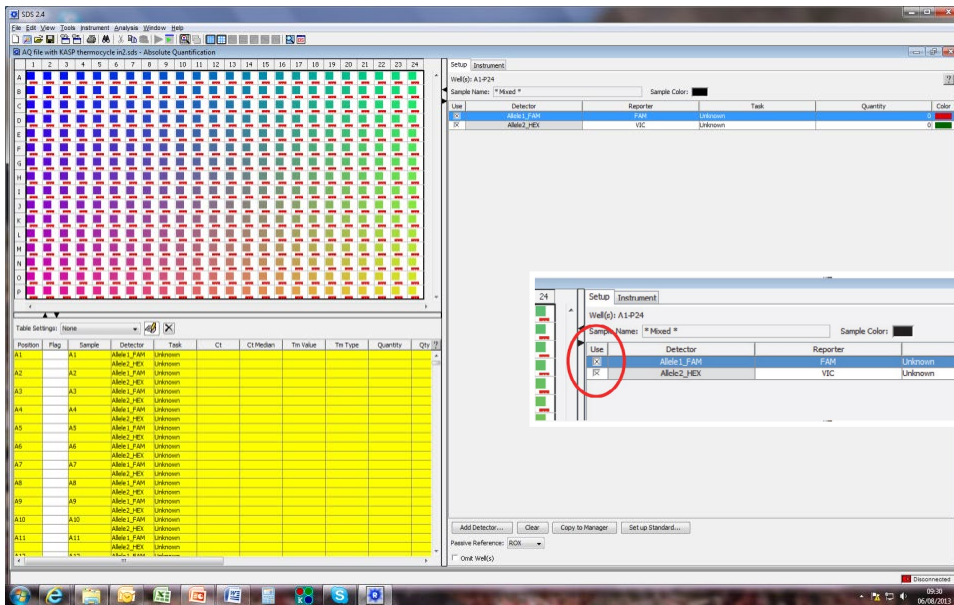 SDS 2.4
File Edit View Tools Instrument Analysis Window Help
AQ file with KASP thermocycle in2.sds - Absolute Quantification
1 2 3 4 5 6 7 8 9 10 11 12 13 14 15 16 17 18 19 20 21 22 23 24
A
B
C
D
E
F
G
H
I
J
K
L
M
N
O
P
Table Settings: None
Position Flag Sample Detector Task Ct Ct Median Tm Value Tm Type Quantity Qty
A1 A1 Allele1_FAM Unknown
Allele2_HEX Unknown
A2 A2 Allele1_FAM Unknown
Allele2_HEX Unknown
A3 A3 Allele1_FAM Unknown
Allele2_HEX Unknown
A4 A4 Allele1_FAM Unknown
Allele2_HEX Unknown
A5 A5 Allele1_FAM Unknown
Allele2_HEX Unknown
A6 A6 Allele1_FAM Unknown
Allele2_HEX Unknown
A7 A7 Allele1_FAM Unknown
Allele2_HEX Unknown
A8 A8 Allele1_FAM Unknown
Allele2_HEX Unknown
A9 A9 Allele1_FAM Unknown
Allele2_HEX Unknown
A10 A10 Allele1_FAM Unknown
Allele2_HEX Unknown
A11 A11 Allele1_FAM Unknown
Allele2_HEX Unknown
Setup Instrument
Well(s): A1-P24
Sample Name: * Mixed * Sample Color:
Use Detector Reporter Task Quantity Color
Allele1_FAM FAM Unknown 0
Allele2_HEX VIC Unknown 0
24 Setup Instrument
Well(s): A1-P24
Sample Name: * Mixed * Sample Color:
Use Detector Reporter
Allele1_FAM FAM Unknown
Allele2_HEX VIC Unknown
Add Detector... Clear Copy to Manager Set up Standard...
Passive Reference: ROX
Omit Well(s)
Disconnected
09:30
06/08/2013